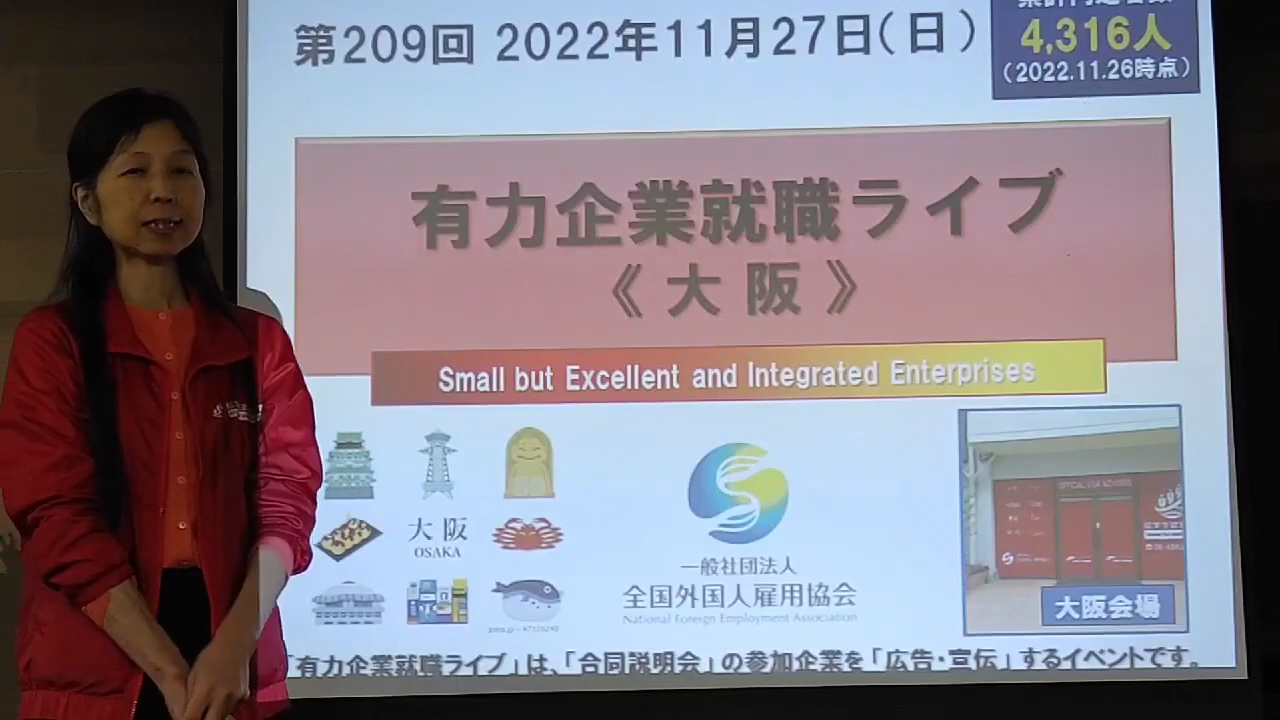 第209回 2022年11月27日(日)
4,316人
(2022.11.26時点)
有力企業就職ライブ
《大阪》
Small but Excellent and Integrated Enterprises
大阪
OSAKA
一般社団法人
全国外国人雇用協会
National Foreign Employment Association
OFFICIAL VISA ADVISERS
大阪会場
「有力企業就職ライブ」は、「合同説明会」の参加企業を「広告・宣伝」するイベントです。